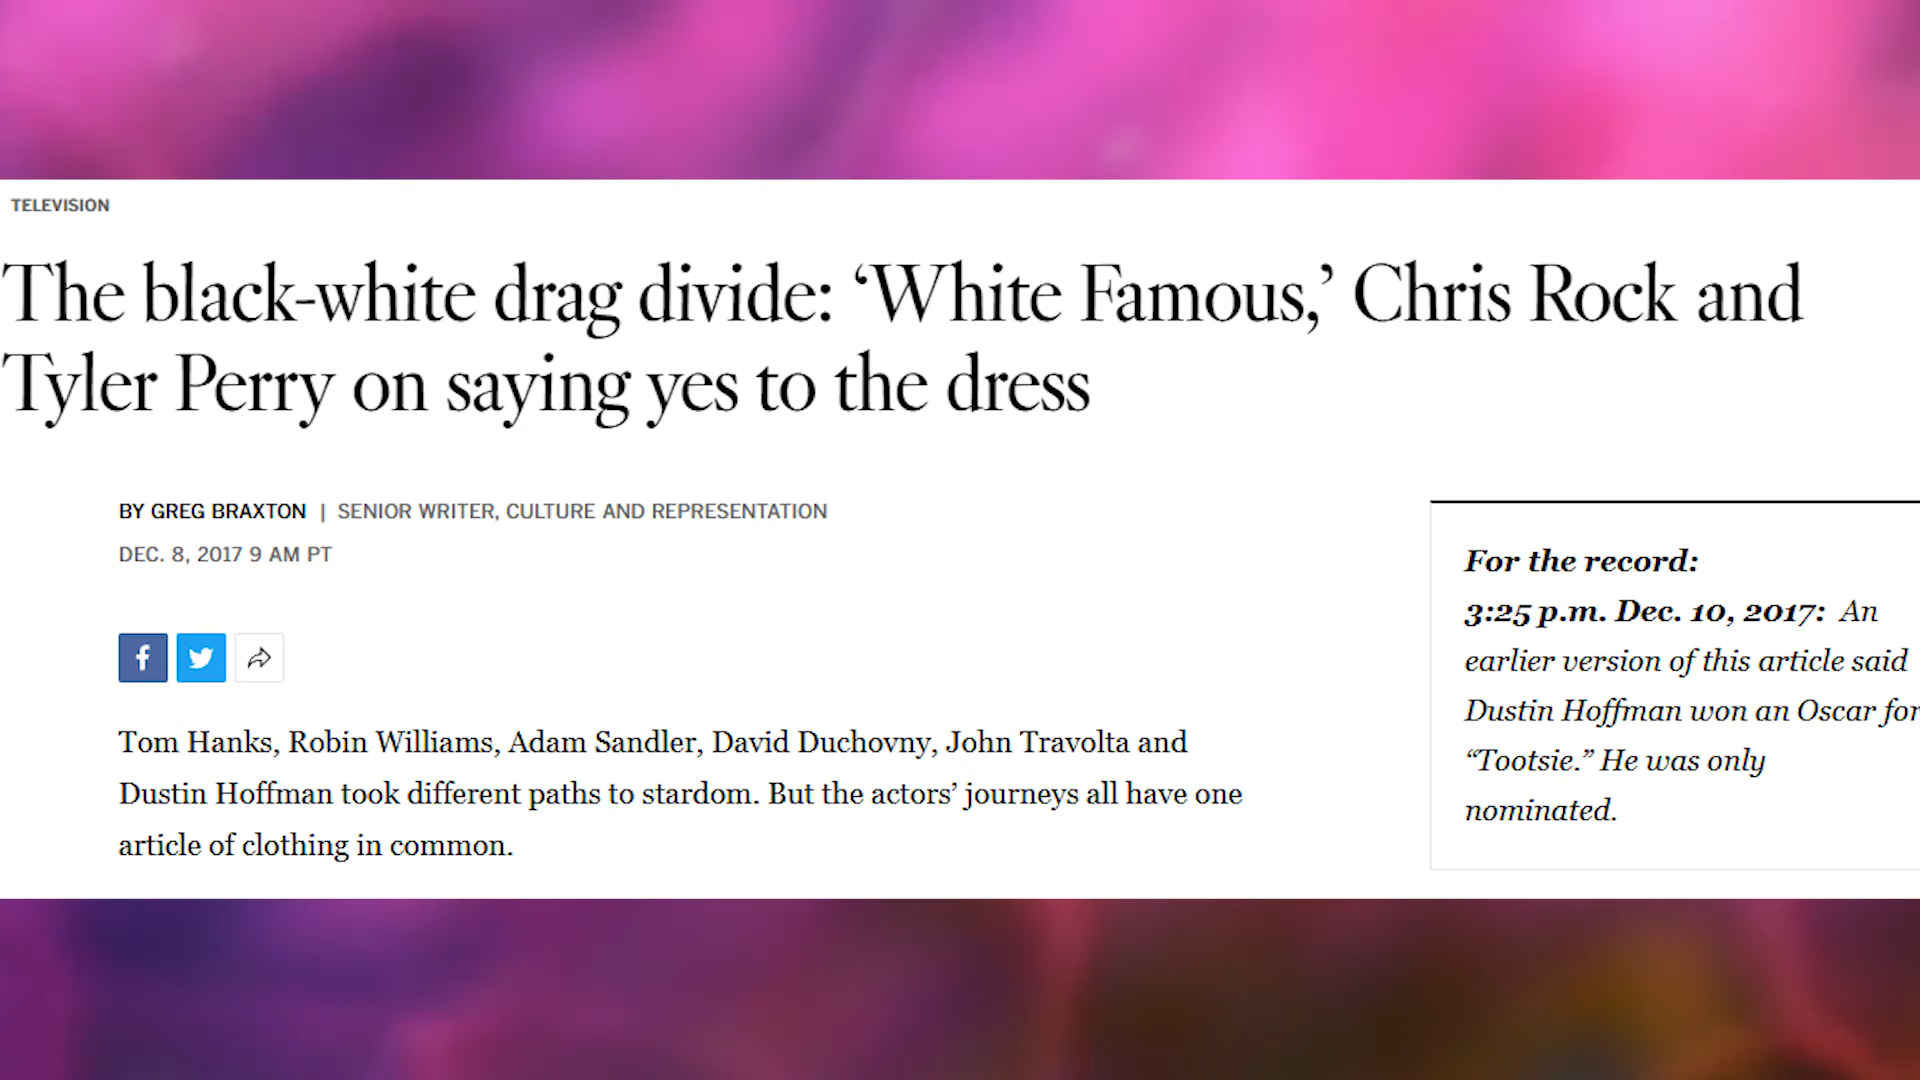 TELEVISION
The black-white drag divide: ‘White Famous,’ Chris Rock and
Tyler Perry on saying yes to the dress
BY GREG BRAXTON | SENIOR WRITER, CULTURE AND REPRESENTATION
DEC. 8, 2017 9 AM PT
Tom Hanks, Robin Williams, Adam Sandler, David Duchovny, John Travolta and
Dustin Hoffman took different paths to stardom. But the actors’ journeys all have one
article of clothing in common.
For the record:
3:25 p.m. Dec. 10, 2017: An
earlier version of this article said
Dustin Hoffman won an Oscar for
“Tootsie.” He was only
nominated.